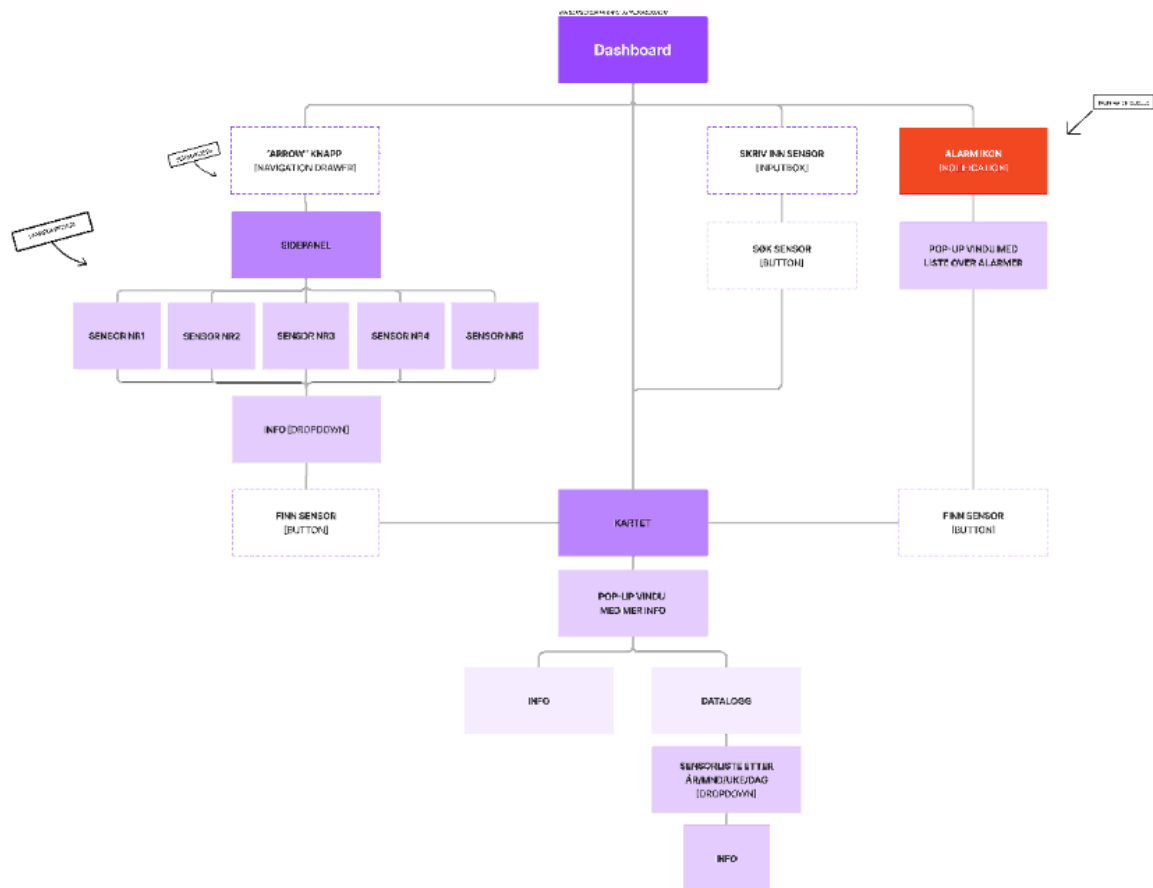 Dashboard
"ARROW" KNAPP
[NAVIGATION DRAWER]
SKRIV INN SENSOR
[INPUTBOX]
ALARM IKON
[NOTIFICATION]
SIDEPANEL
SØK SENSOR
[BUTTON]
POP-UP VINDU MED
LISTE OVER ALARMER
SENSOR NR1
SENSOR NR2
SENSOR NR3
SENSOR NR4
SENSOR NR5
INFO [DROPDOWN]
FINN SENSOR
[BUTTON]
KARTET
FINN SENSOR
[BUTTON]
POP-UP VINDU
MED MER INFO
INFO
DATALOGG
SENSORLISTE ETTER
ÅR/MND/UKE/DAG
[DROPDOWN]
INFO